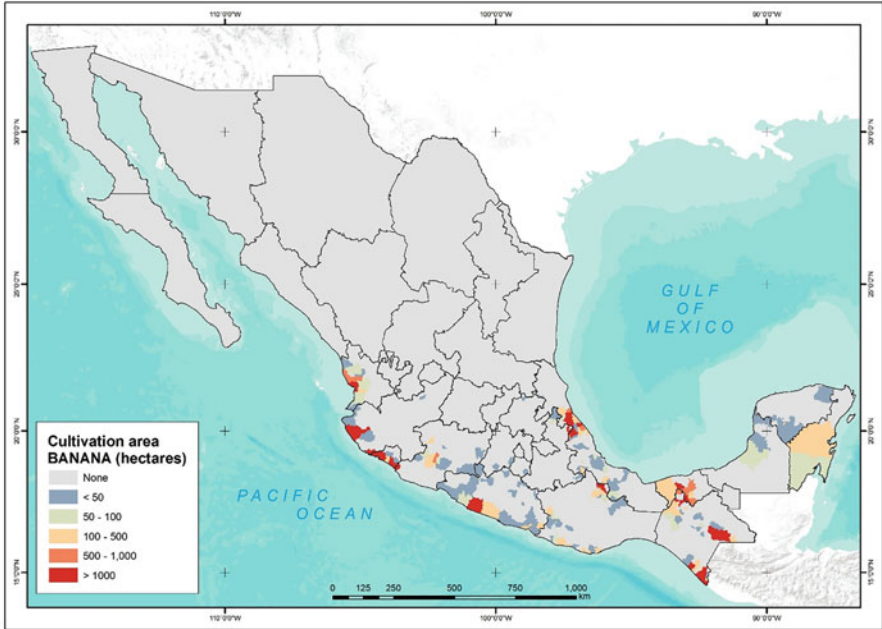 110°0'0"W 100°0'0"W 90°0'0"W
30°0'0"N 30°0'0"N
25°0'0"N 25°0'0"N
GULF
OF
MEXICO
20°0'0"N 20°0'0"N
Cultivation area
BANANA (hectares)
None
< 50
50 - 100
100 - 500
500 - 1,000
> 1000
PACIFIC
OCEAN
15°0'0"N 15°0'0"N
0 125 250 500 750 1,000
km
110°0'0"W 100°0'0"W 90°0'0"W